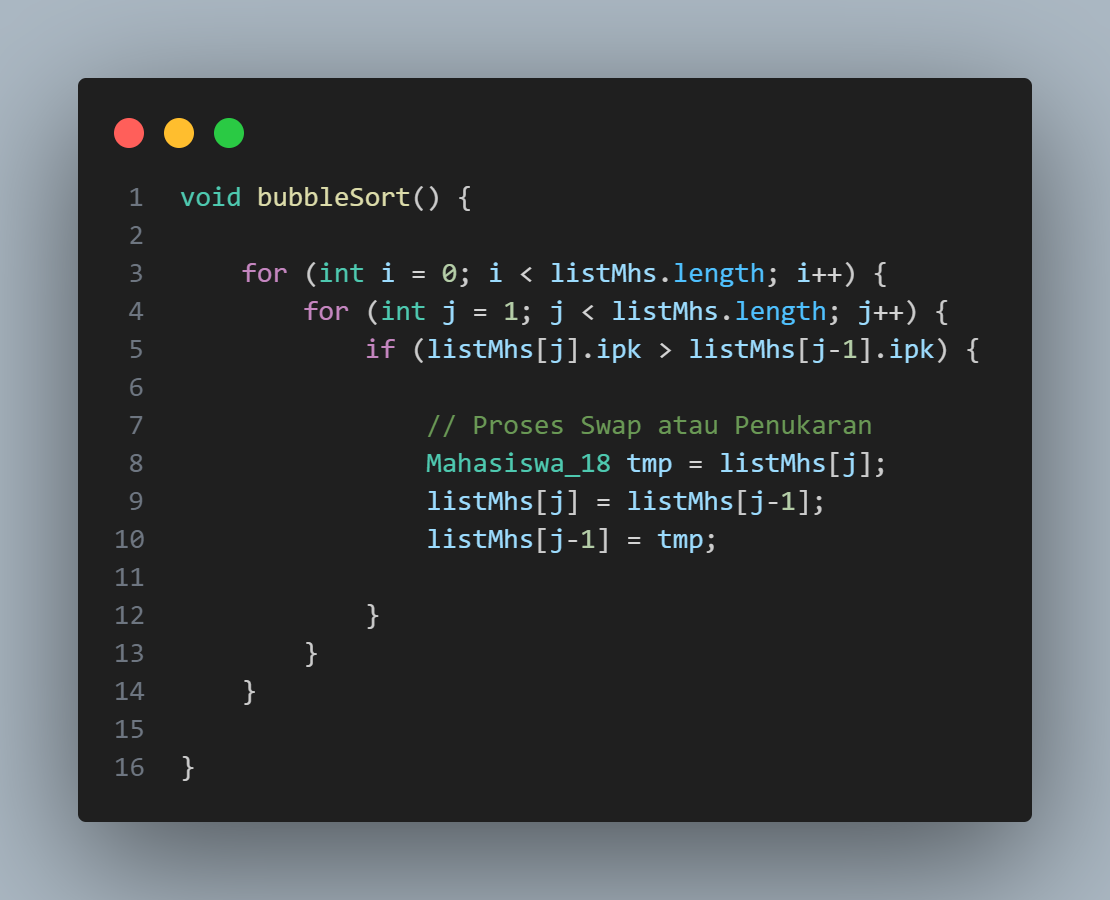 1 void bubbleSort() {
2
3     for (int i = 0; i < listMhs.length; i++) {
4         for (int j = 1; j < listMhs.length; j++) {
5             if (listMhs[j].ipk > listMhs[j-1].ipk) {
6
7                 // Proses Swap atau Penukaran
8                 Mahasiswa_18 tmp = listMhs[j];
9                 listMhs[j] = listMhs[j-1];
10                 listMhs[j-1] = tmp;
11
12             }
13         }
14     }
15
16 }